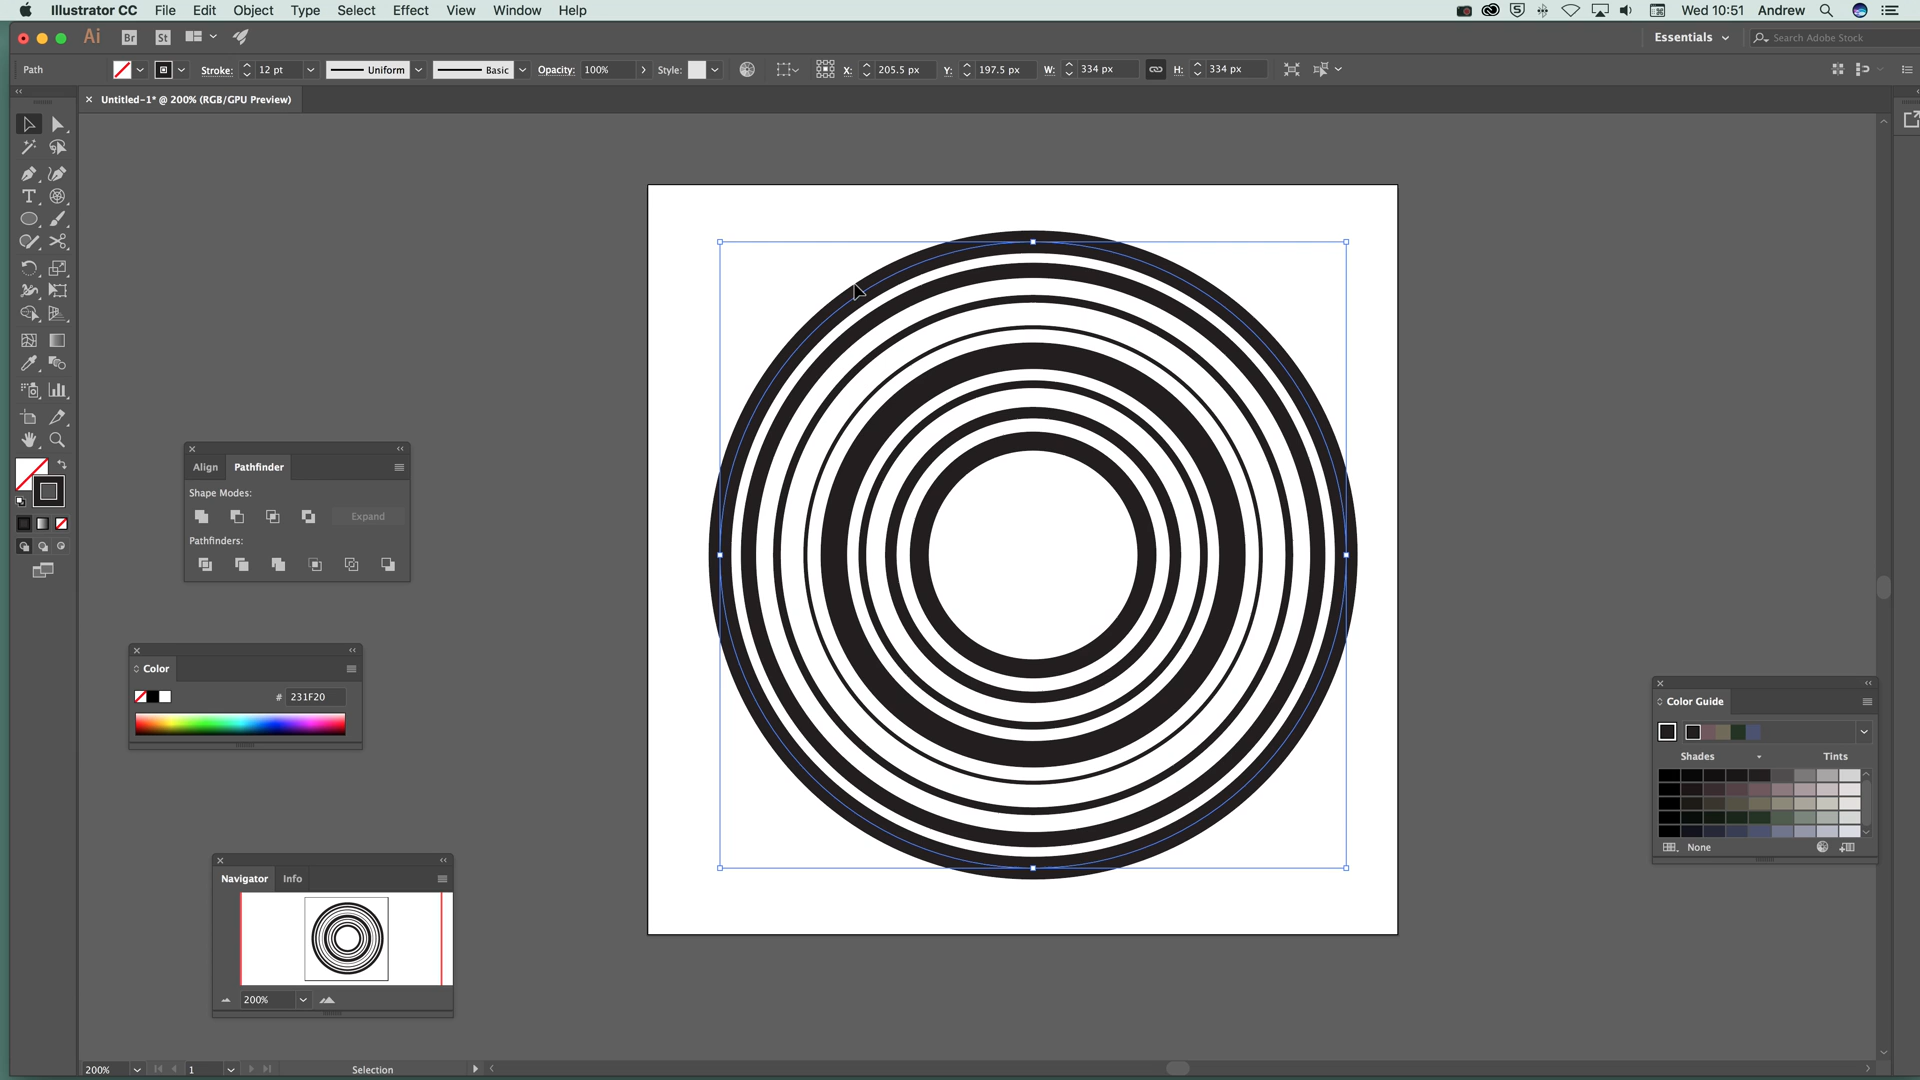 Illustrator CC File Edit Object Type Select Effect View Window Help Wed 10:51 Andrew
Ai Br St Essentials Search Adobe Stock
Path Stroke: 12 pt Uniform Basic Opacity: 100% Style: X: 205.5 px Y: 197.5 px W: 334 px H: 334 px
Untitled-1* @ 200% (RGB/GPU Preview)
Align Pathfinder
Shape Modes:
Expand
Pathfinders:
Color
# 231F20
Color Guide
Shades Tints
None
Navigator Info
200%
200% 1 Selection